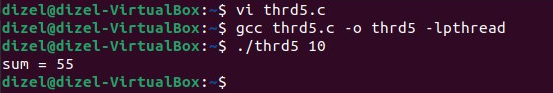 dizel@dizel-VirtualBox:~$ vi thrd5.c
dizel@dizel-VirtualBox:~$ gcc thrd5.c -o thrd5 -lpthread
dizel@dizel-VirtualBox:~$ ./thrd5 10
sum = 55
dizel@dizel-VirtualBox:~$